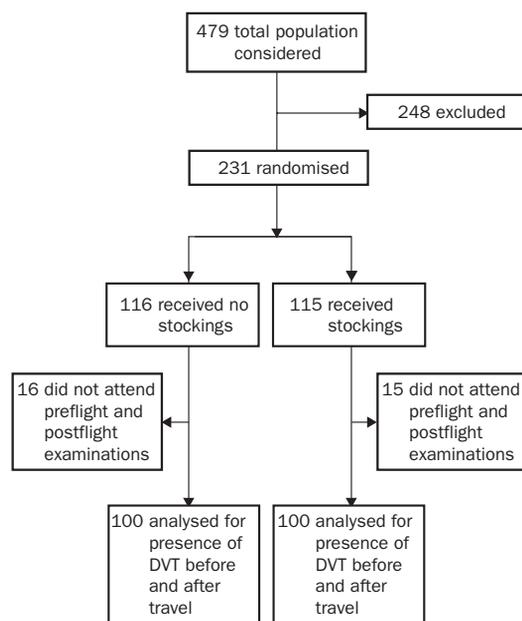 479 total population
considered
248 excluded
231 randomised
116 received no
stockings
115 received
stockings
16 did not attend
preflight and
postflight
examinations
15 did not attend
preflight and
postflight
examinations
100 analysed for
presence of
DVT before
and after
travel
100 analysed for
presence of
DVT before
and after
travel